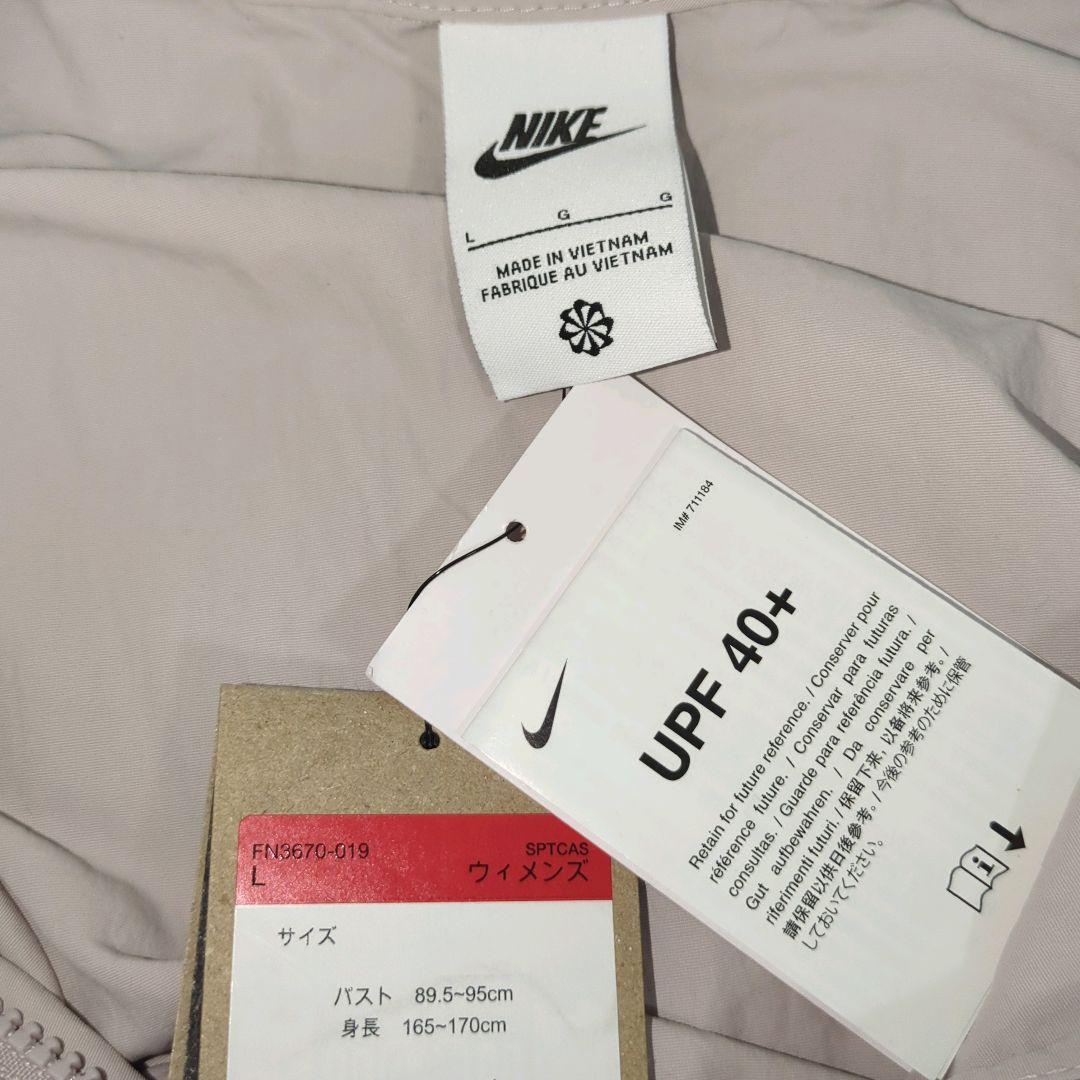 NIKE
L G G
MADE IN VIETNAM
FABRIQUE AU VIETNAM
IM# 711184
UPF 40+
Retain for future reference. / Conserver pour
référence future. / Conservar para futuras
consultas. / Guarde para referência futura. /
Gut aufbewahren. / Da conservare per
riferimenti futuri. / 保留下来，以备将来参考。/
請保留以供日後參考。/ 今後の参考のために保管
しておいてください。
FN3670-019 SPTCAS
L ウィメンズ
サイズ
バスト 89.5~95cm
身長 165~170cm